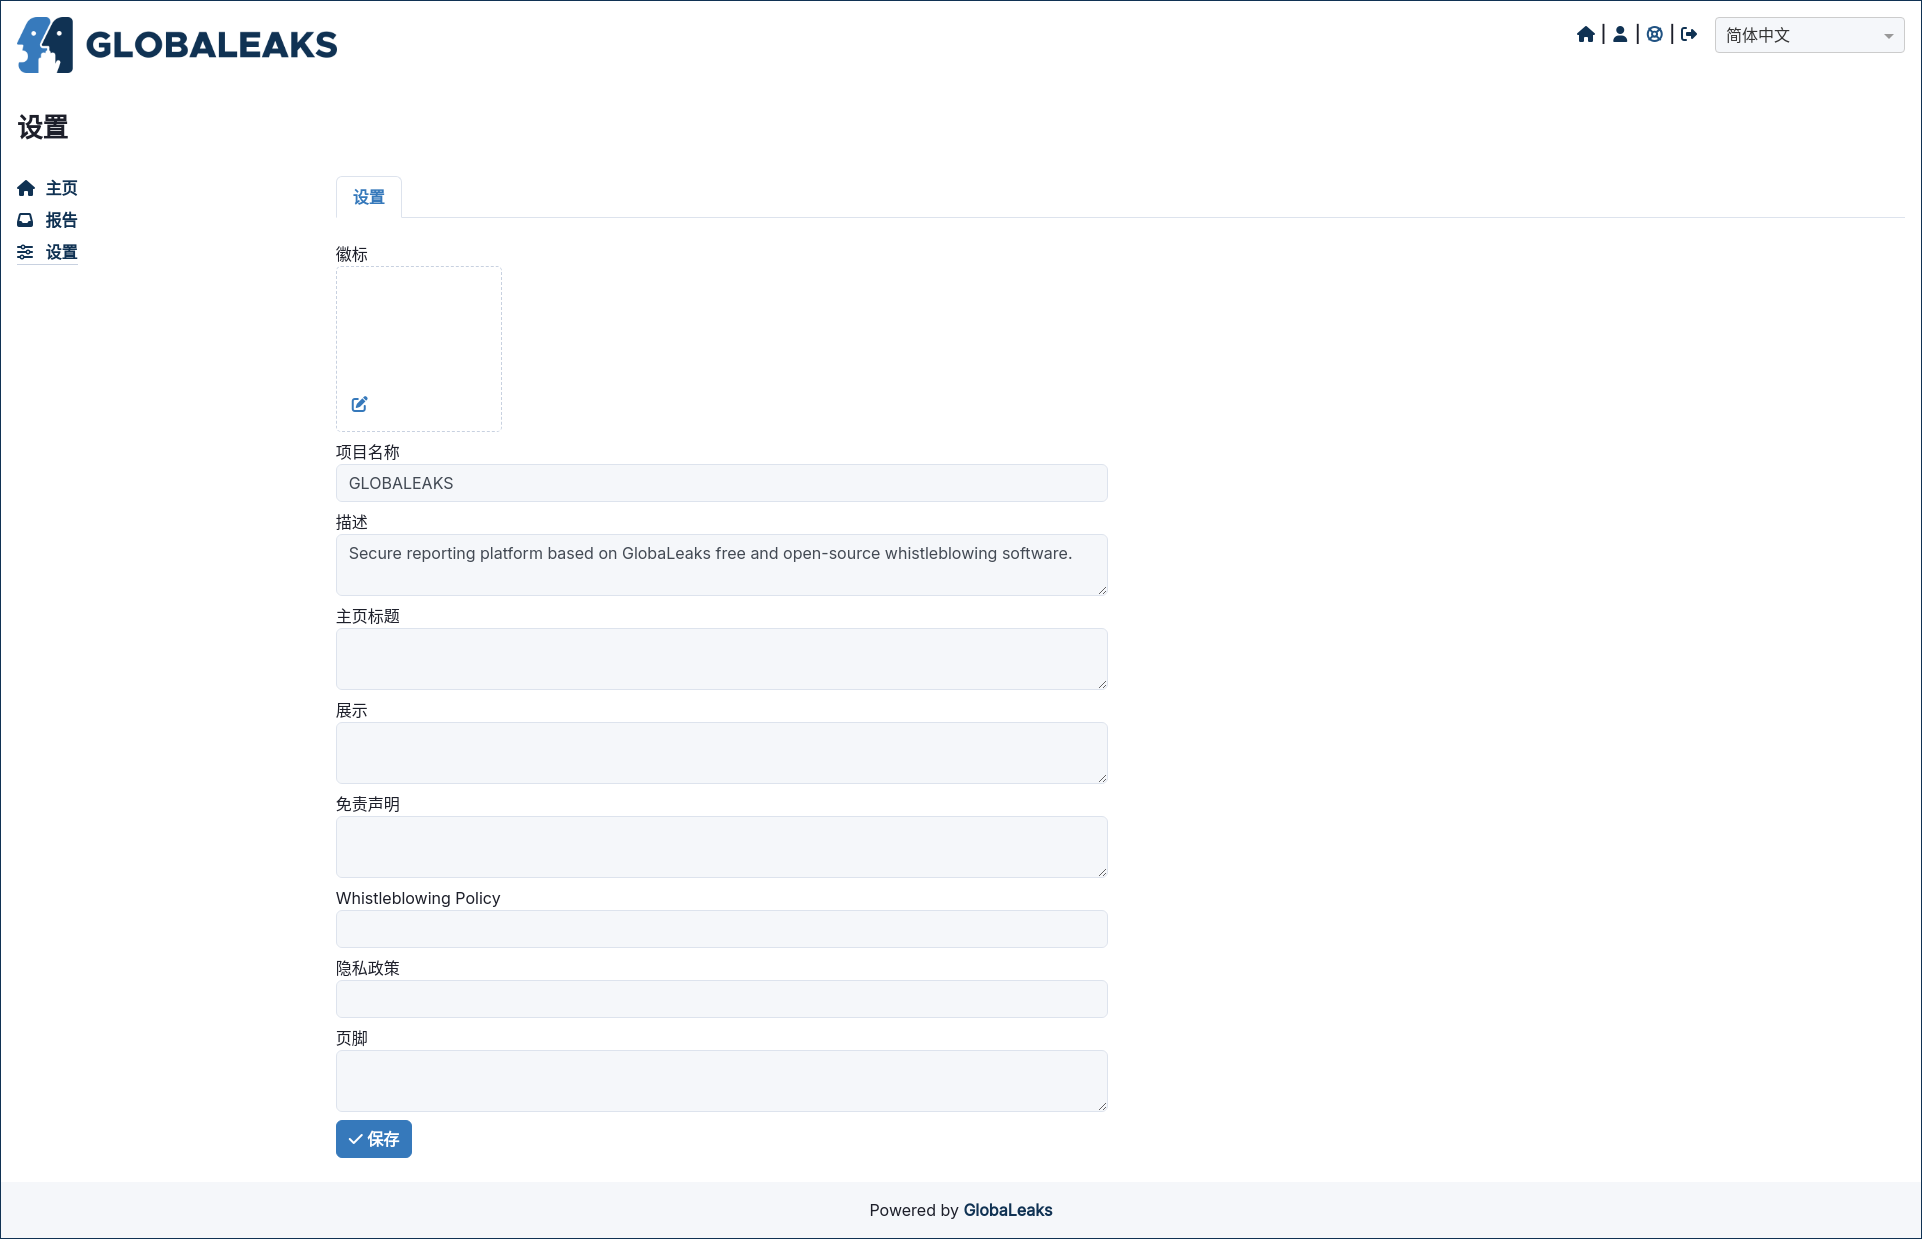 GLOBALEAKS
简体中文
设置
主页
报告
设置
设置
徽标
项目名称
GLOBALEAKS
描述
Secure reporting platform based on GlobaLeaks free and open-source whistleblowing software.
主页标题
展示
免责声明
Whistleblowing Policy
隐私政策
页脚
保存
Powered by GlobaLeaks